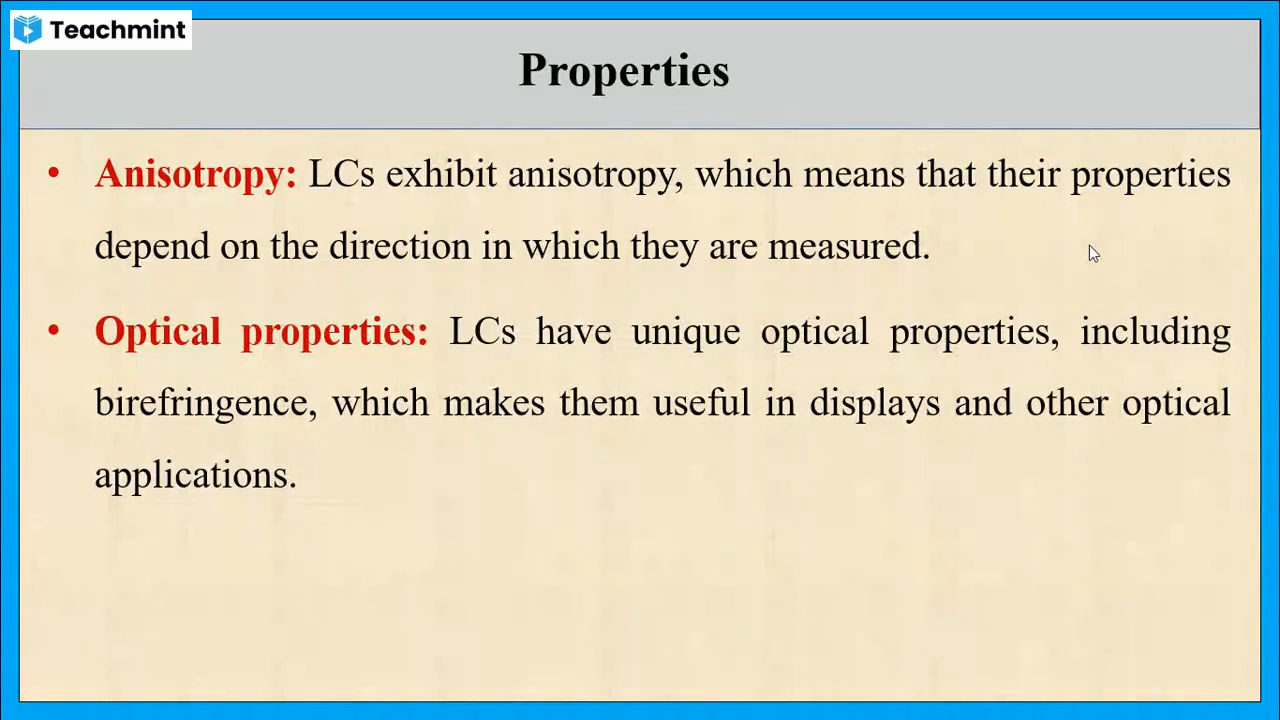 Teachmint
Properties
• Anisotropy: LCs exhibit anisotropy, which means that their properties
depend on the direction in which they are measured.
• Optical properties: LCs have unique optical properties, including
birefringence, which makes them useful in displays and other optical
applications.